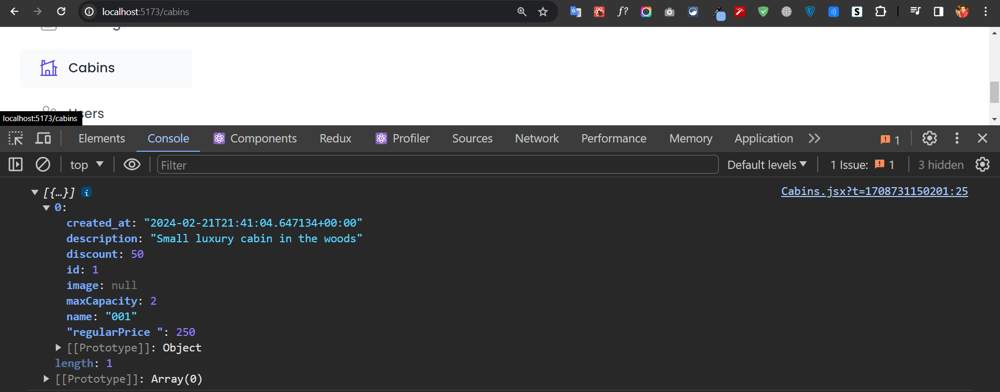 localhost:5173/cabins
Cabins
Users
localhost:5173/cabins
Elements Console Components Redux Profiler Sources Network Performance Memory Application 1
top Filter Default levels 1 Issue: 1 3 hidden
[{…}] i Cabins.jsx?t=1708731150201:25
0:
created_at: "2024-02-21T21:41:04.647134+00:00"
description: "Small luxury cabin in the woods"
discount: 50
id: 1
image: null
maxCapacity: 2
name: "001"
"regularPrice ": 250
[[Prototype]]: Object
length: 1
[[Prototype]]: Array(0)